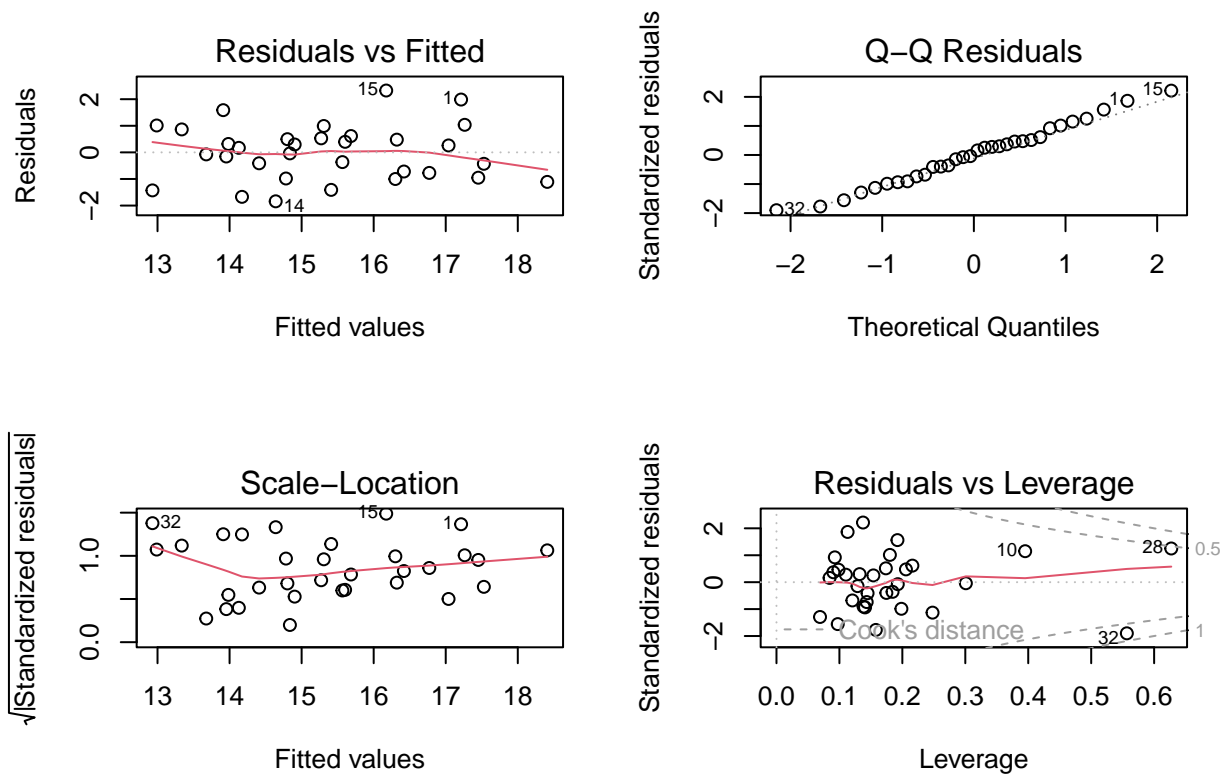 Residuals vs Fitted
Residuals
2
0
−2
15
1
14
13 14 15 16 17 18
Fitted values
Q−Q Residuals
Standardized residuals
2
0
−2
1
15
32
−2 −1 0 1 2
Theoretical Quantiles
Scale−Location
√|Standardized residuals|
1.0
0.0
32
15
1
13 14 15 16 17 18
Fitted values
Residuals vs Leverage
Standardized residuals
2
0
−2
10
28
32
0.5
1
Cook's distance
0.0 0.1 0.2 0.3 0.4 0.5 0.6
Leverage